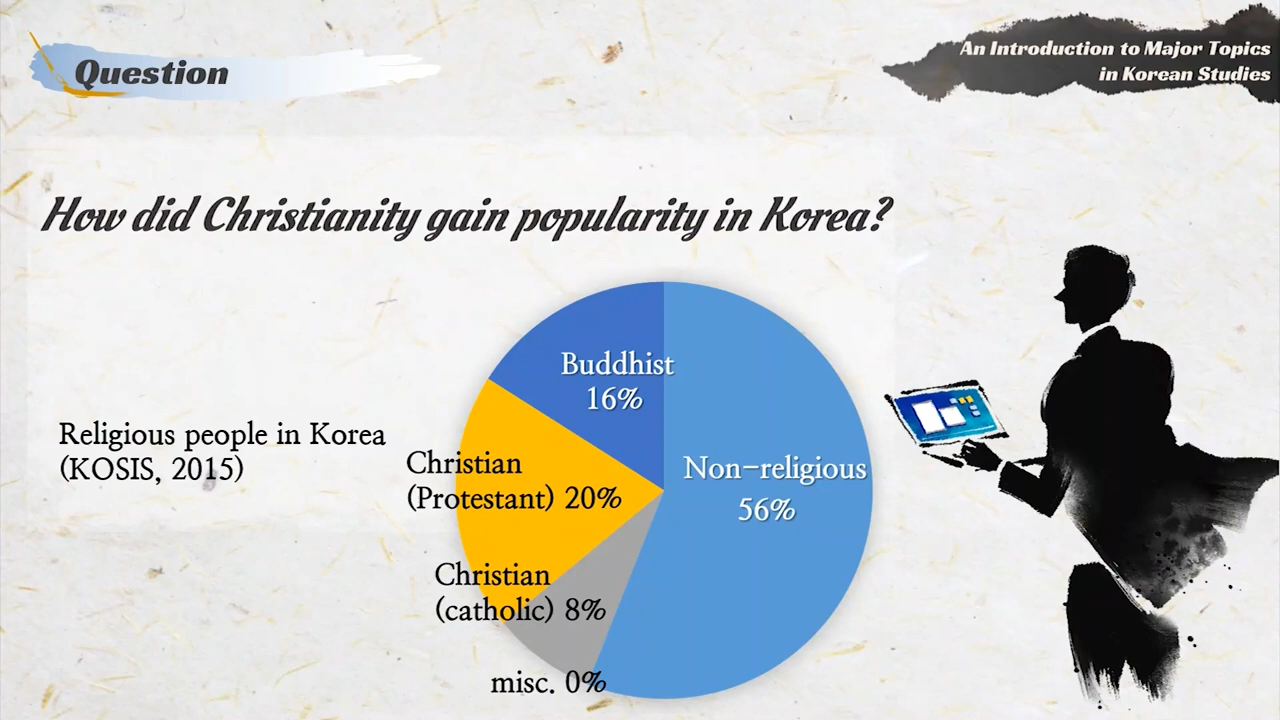 Question
An Introduction to Major Topics
in Korean Studies
How did Christianity gain popularity in Korea?
Religious people in Korea
(KOSIS, 2015)
Buddhist
16%
Non-religious
56%
Christian
(Protestant) 20%
Christian
(catholic) 8%
misc. 0%